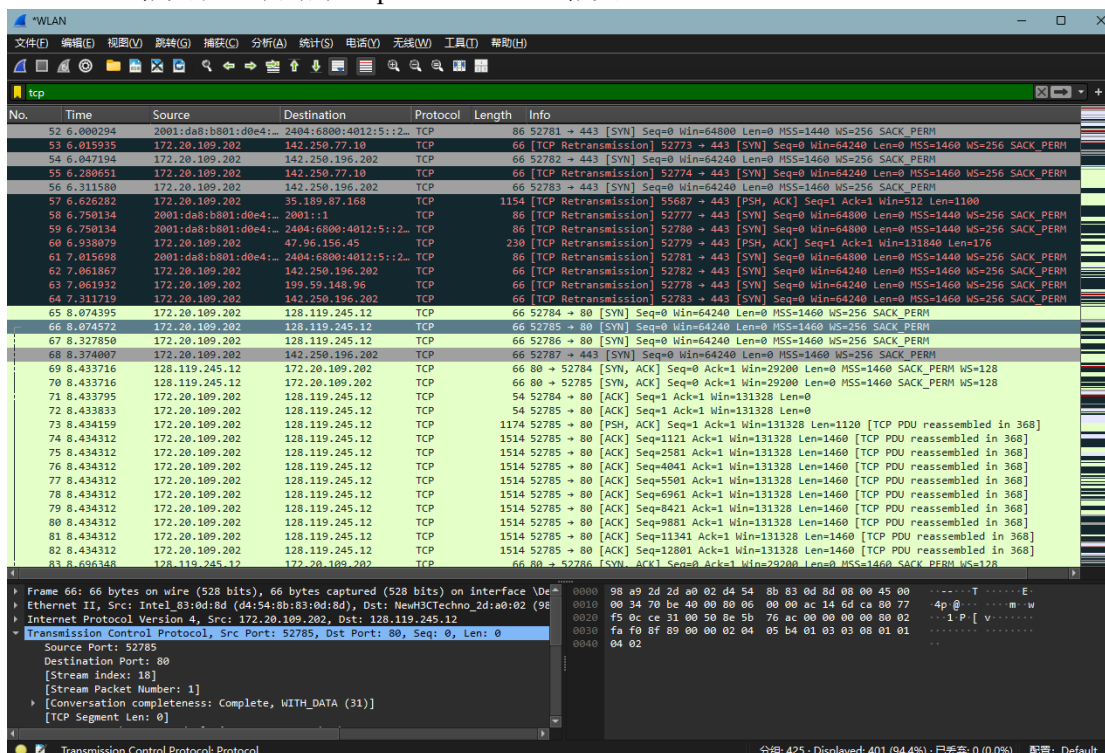 *WLAN
文件(F) 编辑(E) 视图(V) 跳转(G) 捕获(C) 分析(A) 统计(S) 电话(Y) 无线(W) 工具(T) 帮助(H)
tcp
No. Time Source Destination Protocol Length Info
52 6.000294 2001:da8:b801:d0e4:… 2404:6800:4012:5::2… TCP 86 52781 → 443 [SYN] Seq=0 Win=64800 Len=0 MSS=1440 WS=256 SACK_PERM
53 6.015935 172.20.109.202 142.250.77.10 TCP 66 [TCP Retransmission] 52773 → 443 [SYN] Seq=0 Win=64240 Len=0 MSS=1460 WS=256 SACK_PERM
54 6.047194 172.20.109.202 142.250.196.202 TCP 66 52782 → 443 [SYN] Seq=0 Win=64240 Len=0 MSS=1460 WS=256 SACK_PERM
55 6.280651 172.20.109.202 142.250.77.10 TCP 66 [TCP Retransmission] 52774 → 443 [SYN] Seq=0 Win=64240 Len=0 MSS=1460 WS=256 SACK_PERM
56 6.311580 172.20.109.202 142.250.196.202 TCP 66 52783 → 443 [SYN] Seq=0 Win=64240 Len=0 MSS=1460 WS=256 SACK_PERM
57 6.626282 172.20.109.202 35.189.87.168 TCP 1154 [TCP Retransmission] 55687 → 443 [PSH, ACK] Seq=1 Ack=1 Win=512 Len=1100
58 6.750134 2001:da8:b801:d0e4:… 2001::1 TCP 86 [TCP Retransmission] 52777 → 443 [SYN] Seq=0 Win=64800 Len=0 MSS=1440 WS=256 SACK_PERM
59 6.750134 2001:da8:b801:d0e4:… 2404:6800:4012:5::2… TCP 86 [TCP Retransmission] 52780 → 443 [SYN] Seq=0 Win=64800 Len=0 MSS=1440 WS=256 SACK_PERM
60 6.938079 172.20.109.202 47.96.156.45 TCP 230 [TCP Retransmission] 52779 → 443 [PSH, ACK] Seq=1 Ack=1 Win=131840 Len=176
61 7.015698 2001:da8:b801:d0e4:… 2404:6800:4012:5::2… TCP 86 [TCP Retransmission] 52781 → 443 [SYN] Seq=0 Win=64800 Len=0 MSS=1440 WS=256 SACK_PERM
62 7.061867 172.20.109.202 142.250.196.202 TCP 66 [TCP Retransmission] 52782 → 443 [SYN] Seq=0 Win=64240 Len=0 MSS=1460 WS=256 SACK_PERM
63 7.061932 172.20.109.202 199.59.148.96 TCP 66 [TCP Retransmission] 52778 → 443 [SYN] Seq=0 Win=64240 Len=0 MSS=1460 WS=256 SACK_PERM
64 7.311719 172.20.109.202 142.250.196.202 TCP 66 [TCP Retransmission] 52783 → 443 [SYN] Seq=0 Win=64240 Len=0 MSS=1460 WS=256 SACK_PERM
65 8.074395 172.20.109.202 128.119.245.12 TCP 66 52784 → 80 [SYN] Seq=0 Win=64240 Len=0 MSS=1460 WS=256 SACK_PERM
66 8.074572 172.20.109.202 128.119.245.12 TCP 66 52785 → 80 [SYN] Seq=0 Win=64240 Len=0 MSS=1460 WS=256 SACK_PERM
67 8.327850 172.20.109.202 128.119.245.12 TCP 66 52786 → 80 [SYN] Seq=0 Win=64240 Len=0 MSS=1460 WS=256 SACK_PERM
68 8.374007 172.20.109.202 142.250.196.202 TCP 66 52787 → 443 [SYN] Seq=0 Win=64240 Len=0 MSS=1460 WS=256 SACK_PERM
69 8.433716 128.119.245.12 172.20.109.202 TCP 66 80 → 52784 [SYN, ACK] Seq=0 Ack=1 Win=29200 Len=0 MSS=1460 SACK_PERM WS=128
70 8.433716 128.119.245.12 172.20.109.202 TCP 66 80 → 52785 [SYN, ACK] Seq=0 Ack=1 Win=29200 Len=0 MSS=1460 SACK_PERM WS=128
71 8.433795 172.20.109.202 128.119.245.12 TCP 54 52784 → 80 [ACK] Seq=1 Ack=1 Win=131328 Len=0
72 8.433833 172.20.109.202 128.119.245.12 TCP 54 52785 → 80 [ACK] Seq=1 Ack=1 Win=131328 Len=0
73 8.434159 172.20.109.202 128.119.245.12 TCP 1174 52785 → 80 [PSH, ACK] Seq=1 Ack=1 Win=131328 Len=1120 [TCP PDU reassembled in 368]
74 8.434312 172.20.109.202 128.119.245.12 TCP 1514 52785 → 80 [ACK] Seq=1121 Ack=1 Win=131328 Len=1460 [TCP PDU reassembled in 368]
75 8.434312 172.20.109.202 128.119.245.12 TCP 1514 52785 → 80 [ACK] Seq=2581 Ack=1 Win=131328 Len=1460 [TCP PDU reassembled in 368]
76 8.434312 172.20.109.202 128.119.245.12 TCP 1514 52785 → 80 [ACK] Seq=4041 Ack=1 Win=131328 Len=1460 [TCP PDU reassembled in 368]
77 8.434312 172.20.109.202 128.119.245.12 TCP 1514 52785 → 80 [ACK] Seq=5501 Ack=1 Win=131328 Len=1460 [TCP PDU reassembled in 368]
78 8.434312 172.20.109.202 128.119.245.12 TCP 1514 52785 → 80 [ACK] Seq=6961 Ack=1 Win=131328 Len=1460 [TCP PDU reassembled in 368]
79 8.434312 172.20.109.202 128.119.245.12 TCP 1514 52785 → 80 [ACK] Seq=8421 Ack=1 Win=131328 Len=1460 [TCP PDU reassembled in 368]
80 8.434312 172.20.109.202 128.119.245.12 TCP 1514 52785 → 80 [ACK] Seq=9881 Ack=1 Win=131328 Len=1460 [TCP PDU reassembled in 368]
81 8.434312 172.20.109.202 128.119.245.12 TCP 1514 52785 → 80 [ACK] Seq=11341 Ack=1 Win=131328 Len=1460 [TCP PDU reassembled in 368]
82 8.434312 172.20.109.202 128.119.245.12 TCP 1514 52785 → 80 [ACK] Seq=12801 Ack=1 Win=131328 Len=1460 [TCP PDU reassembled in 368]
83 8.696348 128.119.245.12 172.20.109.202 TCP 66 80 → 52786 [SYN, ACK] Seq=0 Ack=1 Win=29200 Len=0 MSS=1460 SACK_PERM WS=128
Frame 66: 66 bytes on wire (528 bits), 66 bytes captured (528 bits) on interface \De
Ethernet II, Src: Intel_83:0d:8d (d4:54:8b:83:0d:8d), Dst: NewH3CTechno_2d:a0:02 (98
Internet Protocol Version 4, Src: 172.20.109.202, Dst: 128.119.245.12
Transmission Control Protocol, Src Port: 52785, Dst Port: 80, Seq: 0, Len: 0
Source Port: 52785
Destination Port: 80
[Stream index: 18]
[Stream Packet Number: 1]
[Conversation completeness: Complete, WITH_DATA (31)]
[TCP Segment Len: 0]
0000 98 a9 2d 2d a0 02 d4 54 8b 83 0d 8d 08 00 45 00 ··--···T ······E·
0010 00 34 70 be 40 00 80 06 00 00 ac 14 6d ca 80 77 ·4p·@··· ····m··w
0020 f5 0c ce 31 00 50 8e 5b 76 ac 00 00 00 00 80 02 ···1·P·[ v·······
0030 fa f0 8f 89 00 00 02 04 05 b4 01 03 03 08 01 01 ········ ········
0040 04 02 ··
Transmission Control Protocol: Protocol 分组: 425 · Displayed: 401 (94.4%) · 已丢弃: 0 (0.0%) 配置: Default